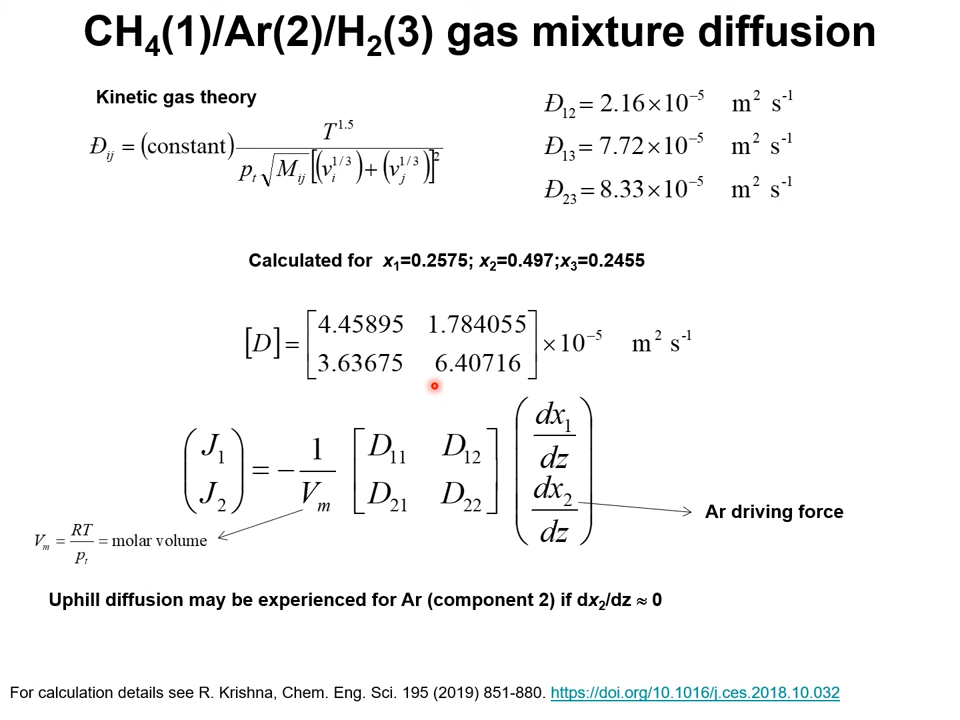 CH₄(1)/Ar(2)/H₂(3) gas mixture diffusion
Kinetic gas theory
Đij = (constant) T^1.5 / (pt √Mij [(vi^1/3) + (vj^1/3)]^2)
Đ12 = 2.16×10⁻⁵ m² s⁻¹
Đ13 = 7.72×10⁻⁵ m² s⁻¹
Đ23 = 8.33×10⁻⁵ m² s⁻¹
Calculated for x₁=0.2575; x₂=0.497;x₃=0.2455
[D] = [4.45895 1.784055
3.63675 6.40716] ×10⁻⁵ m² s⁻¹
(J₁
J₂) = − 1/Vm [D11 D12
D21 D22] (dx₁/dz
dx₂/dz)
Ar driving force
Vm = RT/pt = molar volume
Uphill diffusion may be experienced for Ar (component 2) if dx₂/dz ≈ 0
For calculation details see R. Krishna, Chem. Eng. Sci. 195 (2019) 851-880. https://doi.org/10.1016/j.ces.2018.10.032